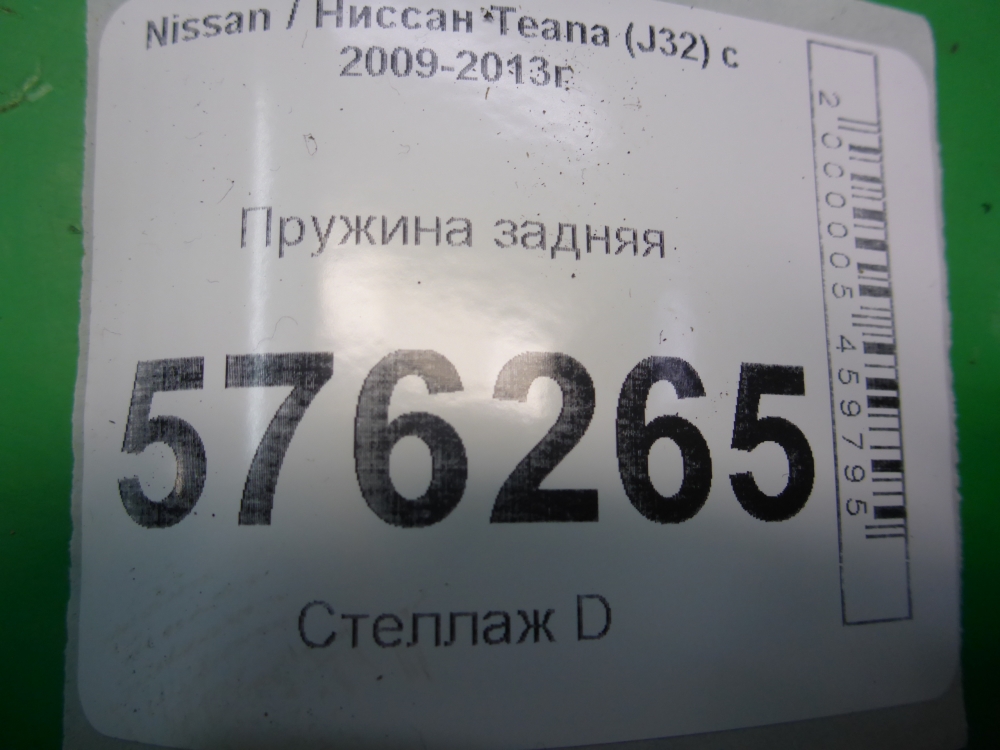 Nissan / Ниссан Teana (J32) с
2009-2013г.
Пружина задняя
576265
Стеллаж D
2000005459795